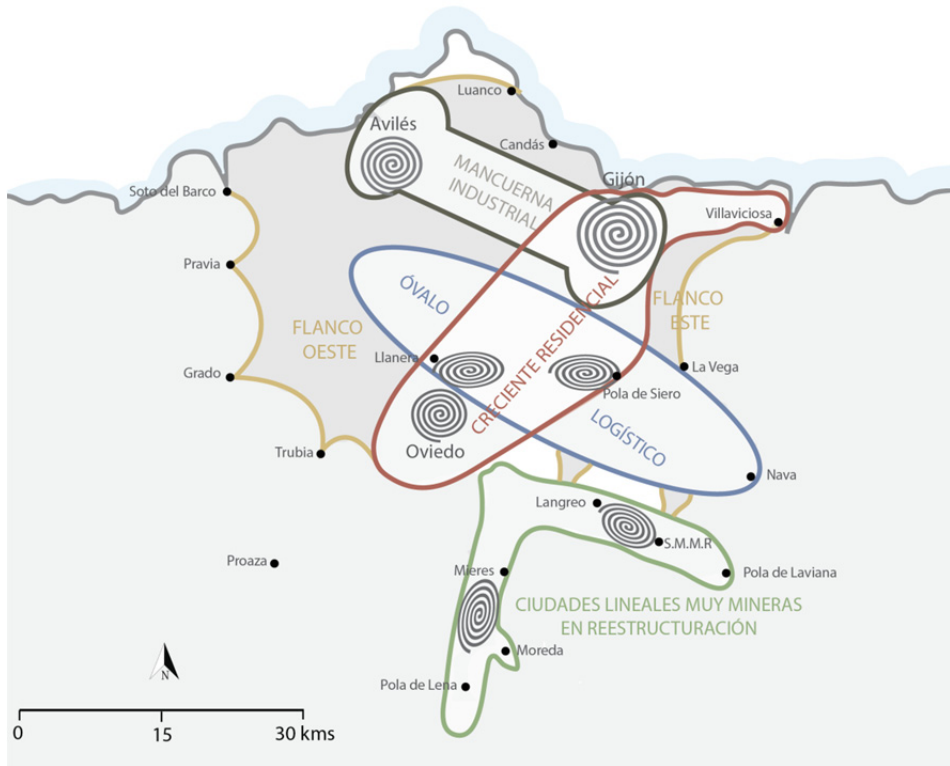 Luanco
Avilés
Candás
MANCUERNA
INDUSTRIAL
Gijón
Soto del Barco
Villaviciosa
Pravia
ÓVALO
FLANCO
OESTE
FLANCO
ESTE
CRECIENTE RESIDENCIAL
Llanera
La Vega
Grado
Pola de Siero
LOGÍSTICO
Oviedo
Trubia
Nava
Langreo
S.M.M.R
Proaza
Mieres
Pola de Laviana
CIUDADES LINEALES MUY MINERAS
EN REESTRUCTURACIÓN
Moreda
N
Pola de Lena
0
15
30 kms